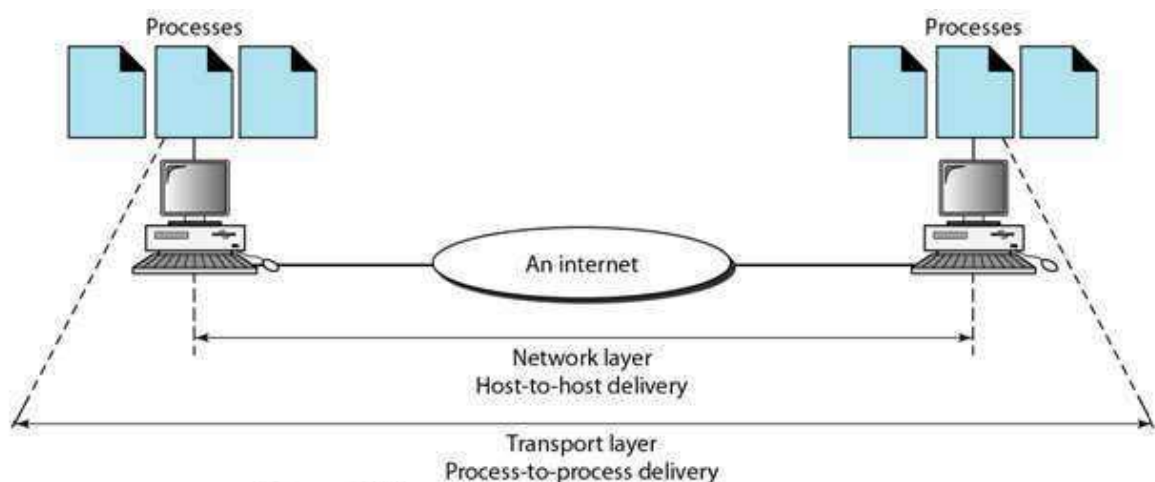 Processes
Processes
An internet
Network layer
Host-to-host delivery
Transport layer
Process-to-process delivery